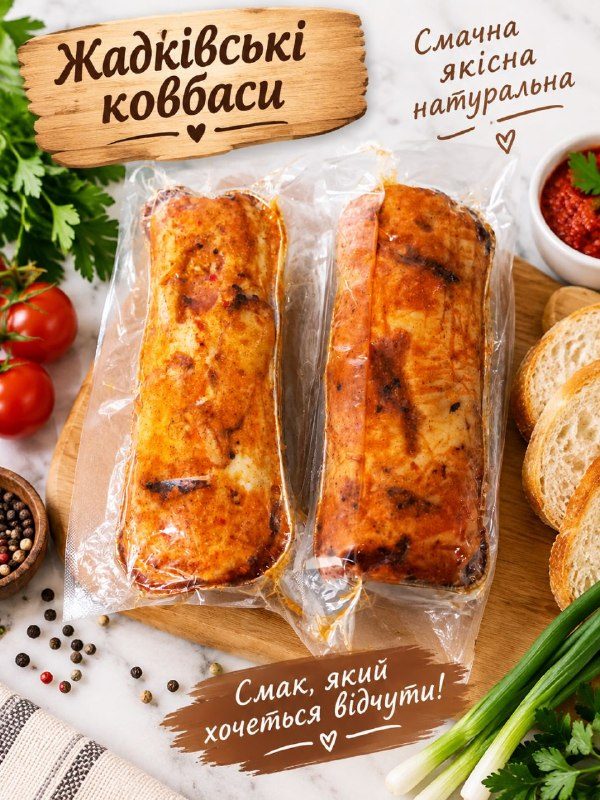 Жадківські
ковбаси
Смачна
якісна
натуральна
Смак, який
хочеться відчути!